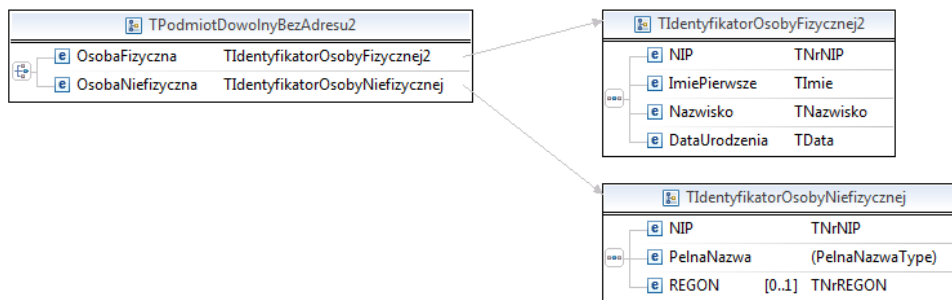 TPodmiotDowolnyBezAdresu2
e OsobaFizyczna TIdentyfikatorOsobyFizycznej2
e OsobaNiefizyczna TIdentyfikatorOsobyNiefizycznej
TIdentyfikatorOsobyFizycznej2
e NIP TNrNIP
e ImiePierwsze TImie
e Nazwisko TNazwisko
e DataUrodzenia TData
TIdentyfikatorOsobyNiefizycznej
e NIP TNrNIP
e PelnaNazwa (PelnaNazwaType)
e REGON [0..1] TNrREGON